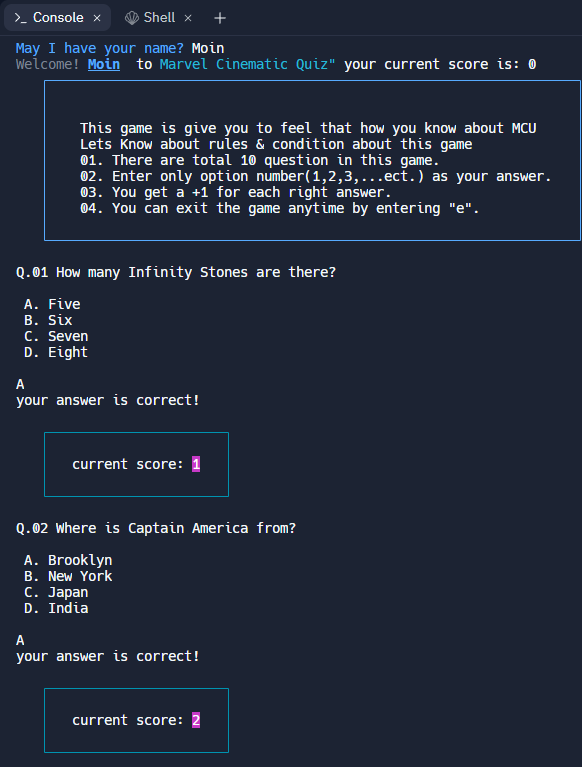 >_ Console × Shell × +
May I have your name? Moin
Welcome! Moin to Marvel Cinematic Quiz" your current score is: 0
This game is give you to feel that how you know about MCU
Lets Know about rules & condition about this game
01. There are total 10 question in this game.
02. Enter only option number(1,2,3,...ect.) as your answer.
03. You get a +1 for each right answer.
04. You can exit the game anytime by entering "e".
Q.01 How many Infinity Stones are there?
A. Five
B. Six
C. Seven
D. Eight
A
your answer is correct!
current score: 1
Q.02 Where is Captain America from?
A. Brooklyn
B. New York
C. Japan
D. India
A
your answer is correct!
current score: 2